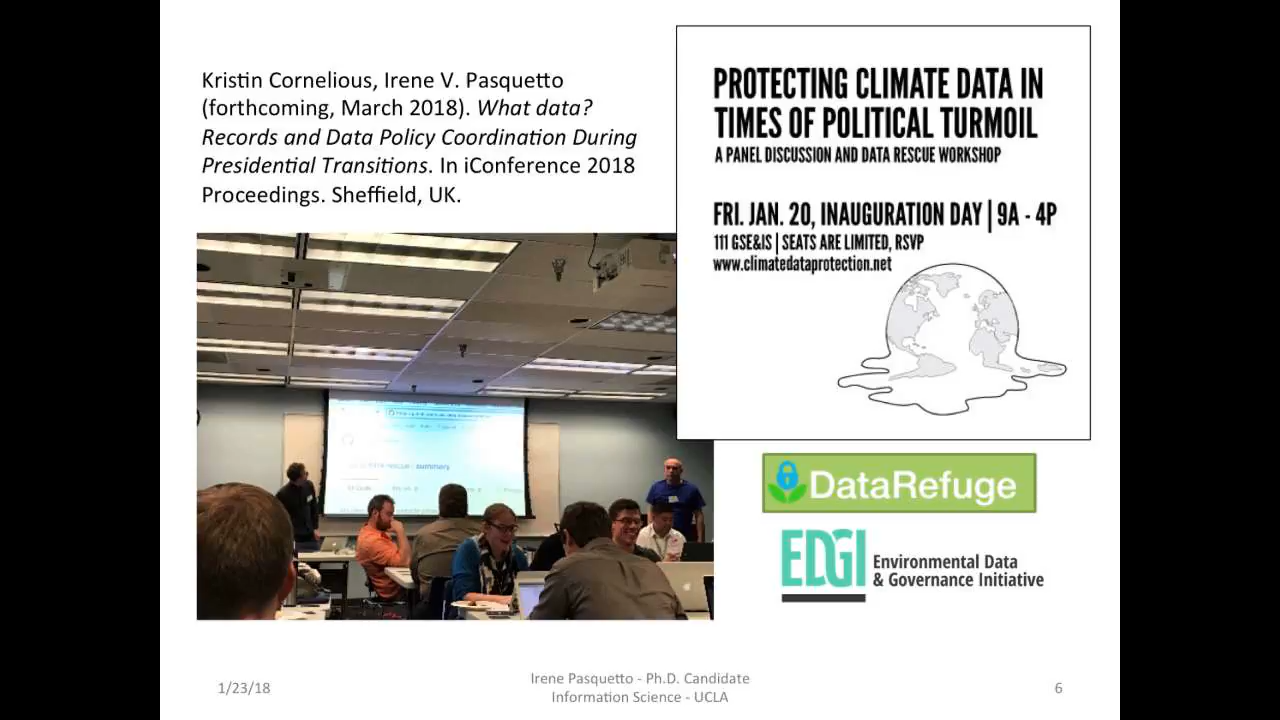 Kristin Cornelious, Irene V. Pasquetto
(forthcoming, March 2018). What data?
Records and Data Policy Coordination During
Presidential Transitions. In iConference 2018
Proceedings. Sheffield, UK.
PROTECTING CLIMATE DATA IN
TIMES OF POLITICAL TURMOIL
A PANEL DISCUSSION AND DATA RESCUE WORKSHOP
FRI. JAN. 20, INAUGURATION DAY | 9A - 4P
111 GSE&IS | SEATS ARE LIMITED, RSVP
www.climatedataprotection.net
summary
DataRefuge
EDGI
Environmental Data
& Governance Initiative
1/23/18
Irene Pasquetto - Ph.D. Candidate
Information Science - UCLA
6